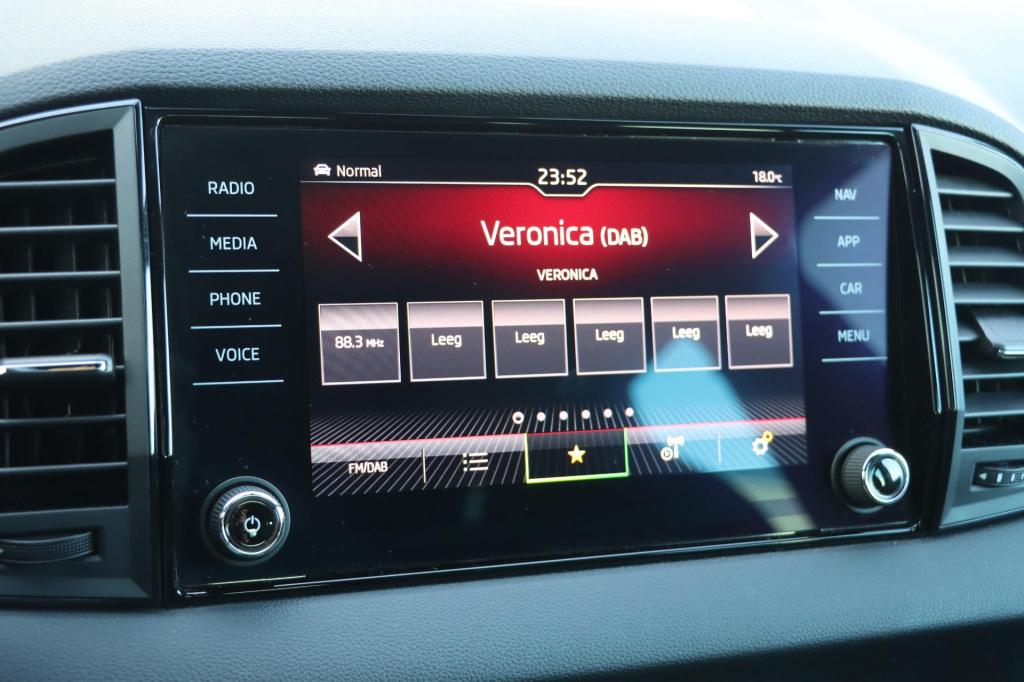 RADIO
MEDIA
PHONE
VOICE
Normal
23:52
18.0°C
Veronica (DAB)
VERONICA
88.3 MHz
Leeg
Leeg
Leeg
Leeg
Leeg
FM/DAB
NAV
APP
CAR
MENU